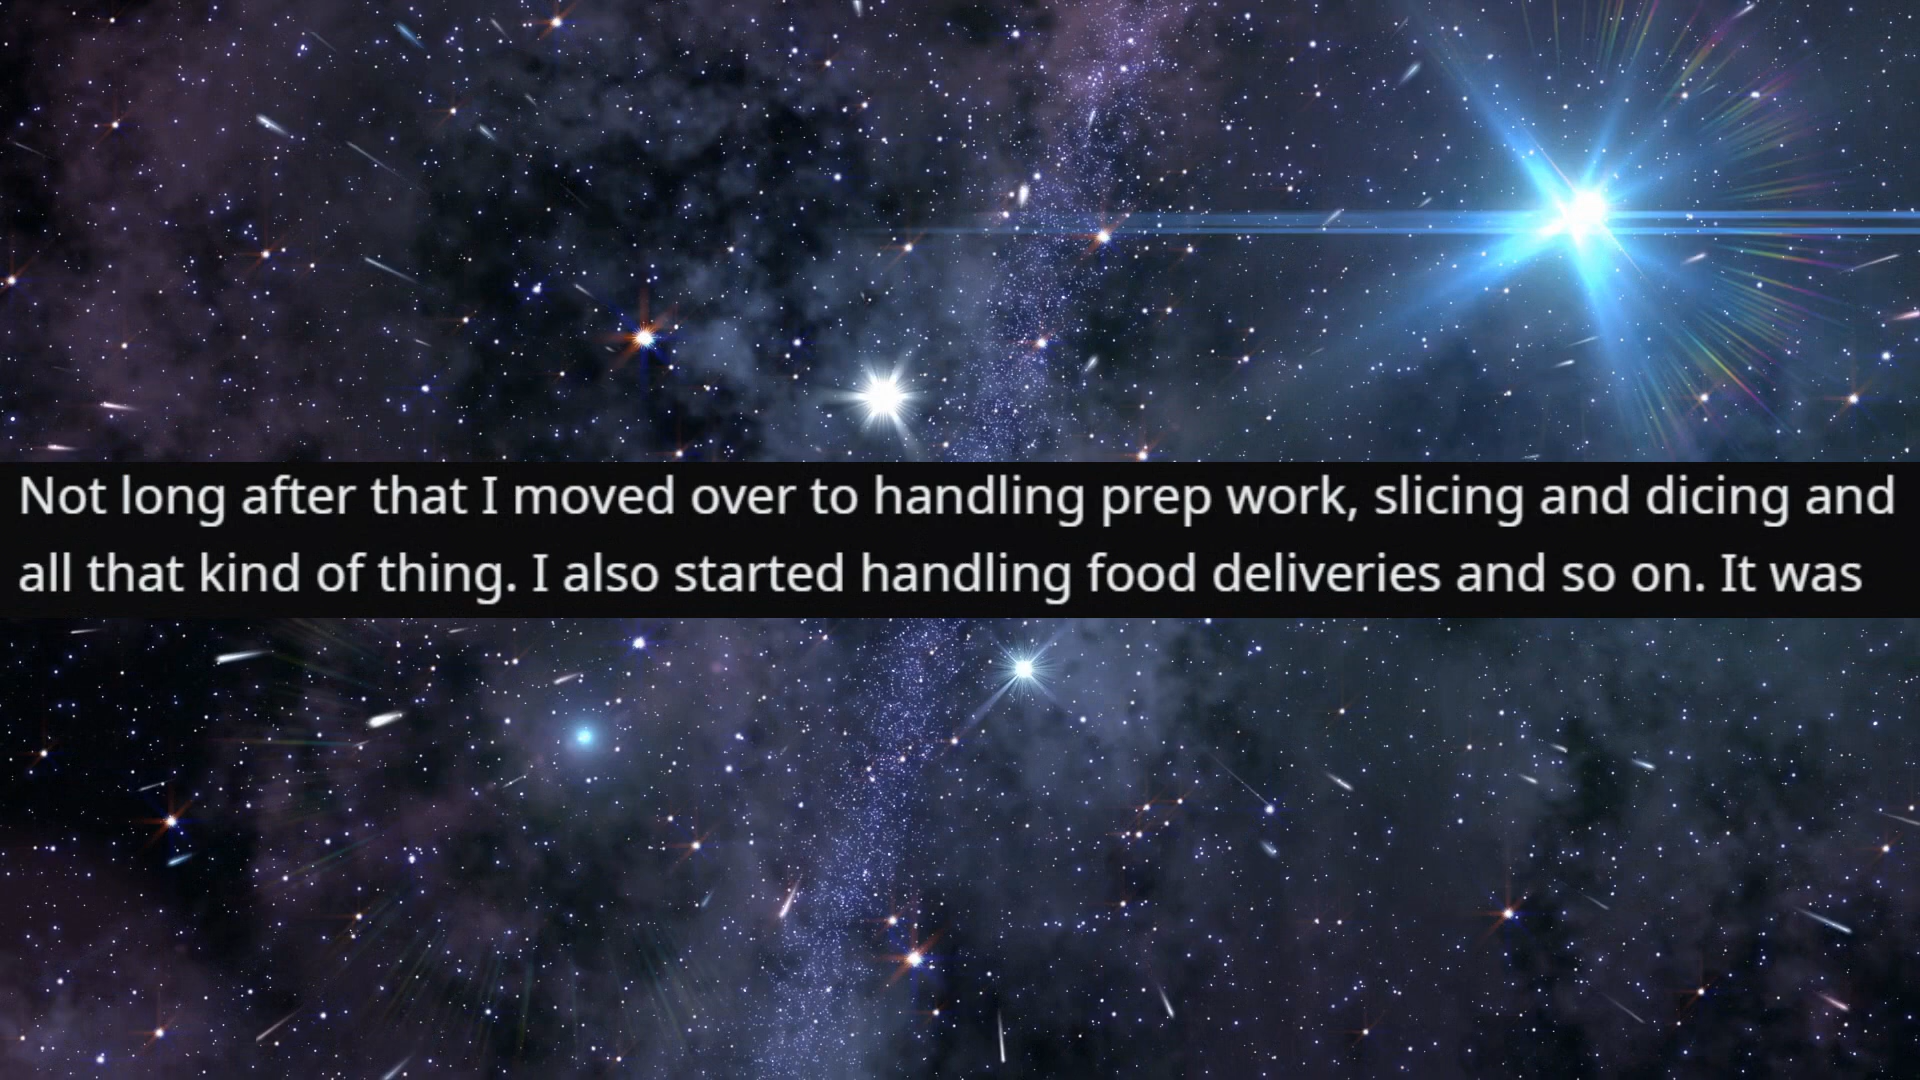 Not long after that I moved over to handling prep work, slicing and dicing and
all that kind of thing. I also started handling food deliveries and so on. It was